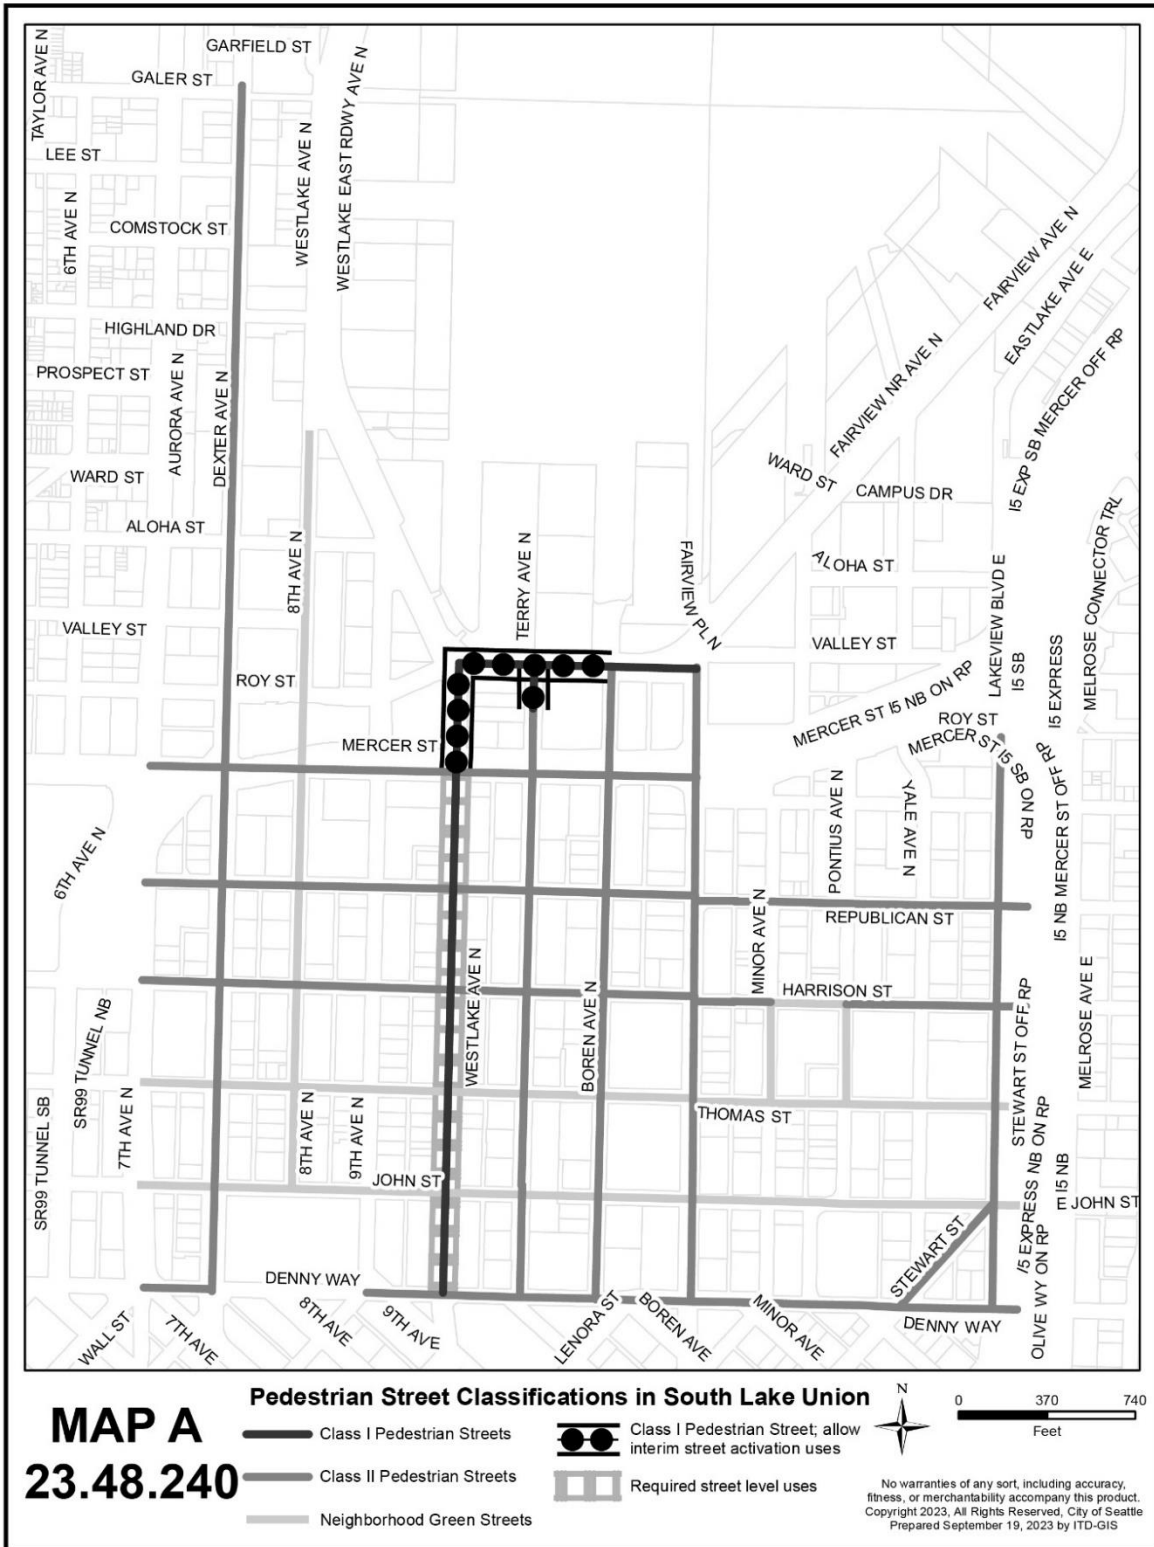 GARFIELD ST
GALER ST
TAYLOR AVE N
LEE ST
6TH AVE N
COMSTOCK ST
WESTLAKE AVE N
WESTLAKE EAST RDWY AVE N
HIGHLAND DR
PROSPECT ST
AURORA AVE N
DEXTER AVE N
WARD ST
ALOHA ST
8TH AVE N
VALLEY ST
ROY ST
MERCER ST
TERRY AVE N
FAIRVIEW PL N
FAIRVIEW AVE N
EASTLAKE AVE E
FAIRVIEW NR AVE N
I5 EXP SB MERCER OFF RP
WARD ST
CAMPUS DR
ALOHA ST
VALLEY ST
LAKEVIEW BLVD E
I5 SB
I5 EXPRESS
MELROSE CONNECTOR TRL
MERCER ST I5 NB ON RP
ROY ST
MERCER ST I5 SB ON RP
I5 NB MERCER ST OFF RP
PONTIUS AVE N
YALE AVE N
6TH AVE N
MINOR AVE N
REPUBLICAN ST
WESTLAKE AVE N
BOREN AVE N
HARRISON ST
SR99 TUNNEL NB
SR99 TUNNEL SB
7TH AVE N
8TH AVE N
9TH AVE N
THOMAS ST
STEWART ST OFF RP
MELROSE AVE E
JOHN ST
I5 EXPRESS NB ON RP
I5 NB
E JOHN ST
STEWART ST
OLIVE WY ON RP
DENNY WAY
WALL ST
7TH AVE
8TH AVE
9TH AVE
LENORA ST
BOREN AVE
MINOR AVE
DENNY WAY
MAP A
23.48.240
Pedestrian Street Classifications in South Lake Union
Class I Pedestrian Streets
Class II Pedestrian Streets
Neighborhood Green Streets
Class I Pedestrian Street; allow
interim street activation uses
Required street level uses
N
0 370 740
Feet
No warranties of any sort, including accuracy,
fitness, or merchantability accompany this product.
Copyright 2023, All Rights Reserved, City of Seattle
Prepared September 19, 2023 by ITD-GIS